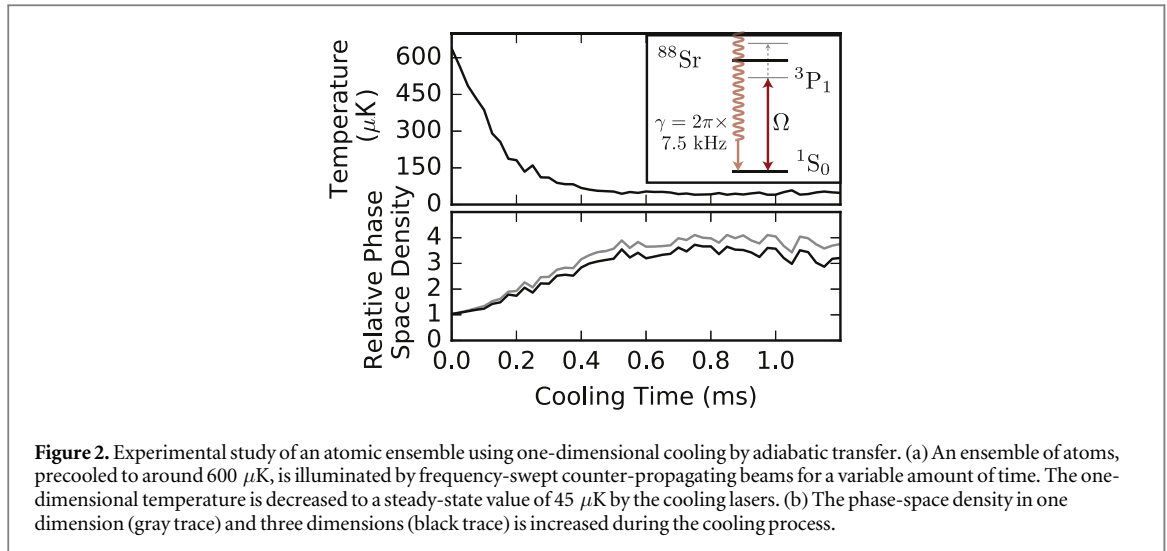 Temperature
(μK)
600
450
300
150
0
⁸⁸Sr
³P₁
γ = 2π×
7.5 kHz
Ω
¹S₀
Relative Phase
Space Density
4
3
2
1
0
0.0 0.2 0.4 0.6 0.8 1.0
Cooling Time (ms)
Figure 2. Experimental study of an atomic ensemble using one-dimensional cooling by adiabatic transfer. (a) An ensemble of atoms,
precooled to around 600 μK, is illuminated by frequency-swept counter-propagating beams for a variable amount of time. The one-
dimensional temperature is decreased to a steady-state value of 45 μK by the cooling lasers. (b) The phase-space density in one
dimension (gray trace) and three dimensions (black trace) is increased during the cooling process.